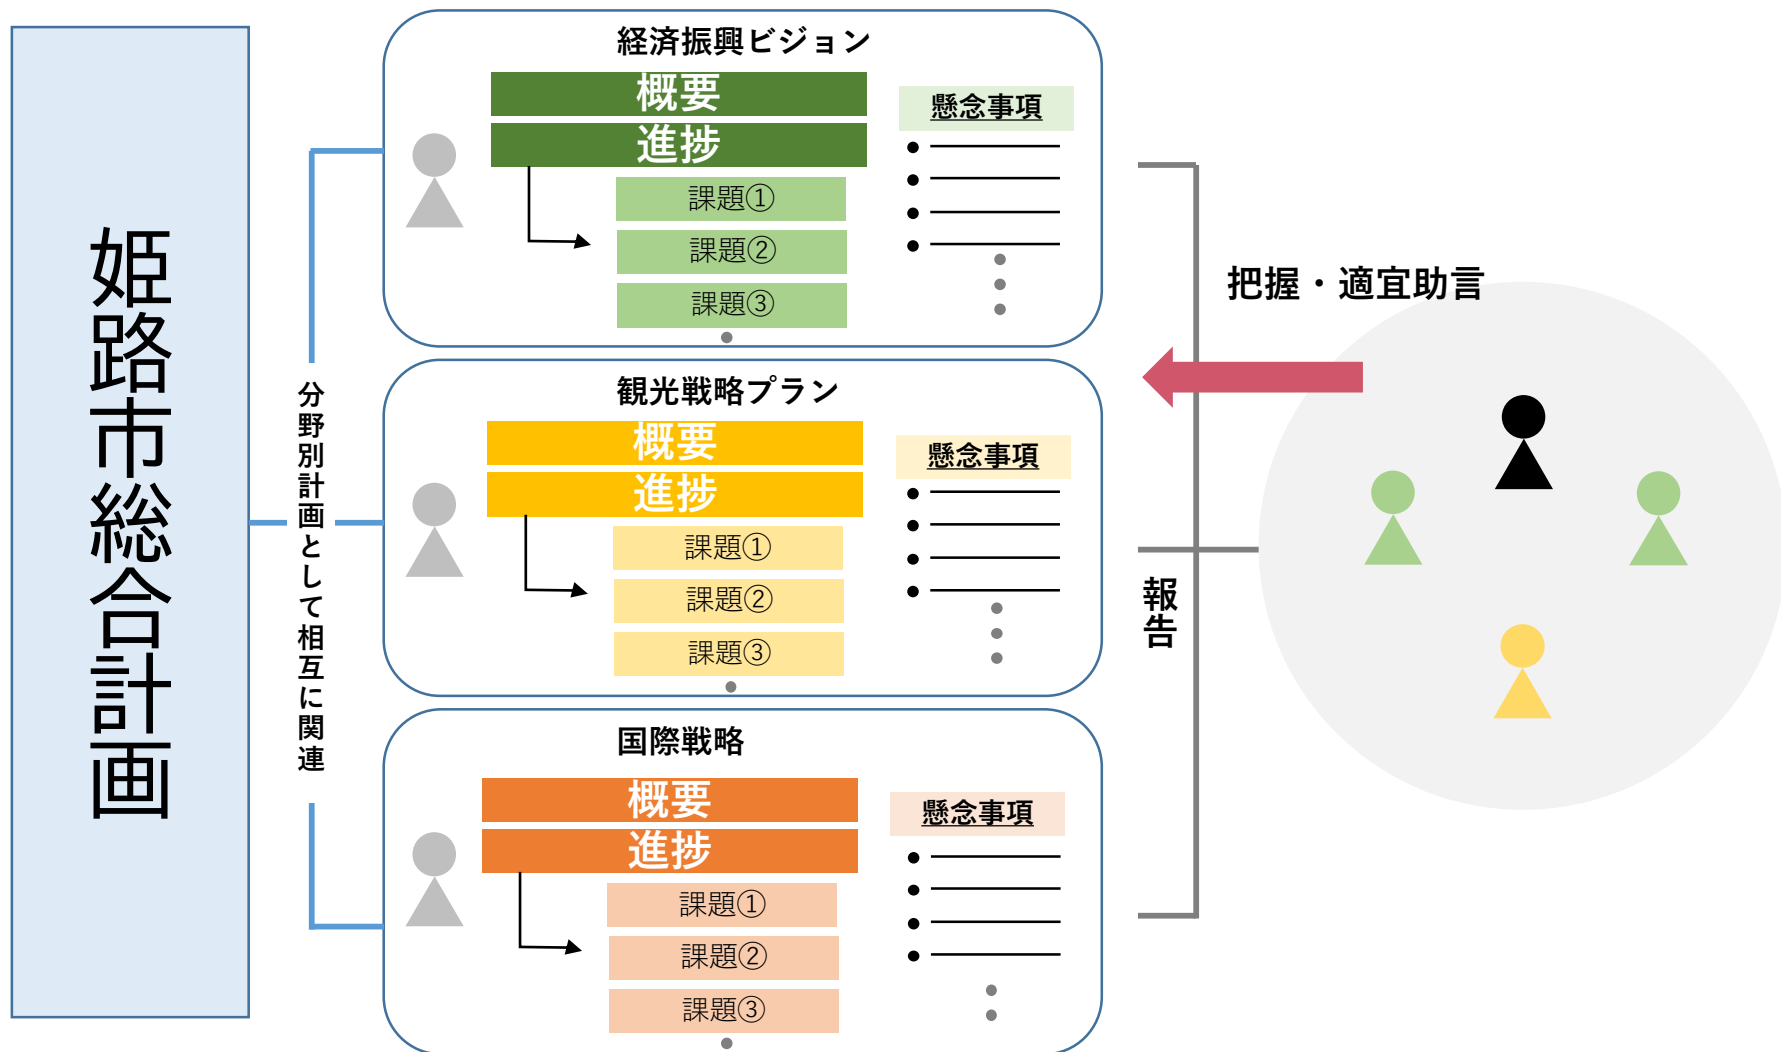 姫路市総合計画
分野別計画として相互に関連
経済振興ビジョン
概要
進捗
課題①
課題②
課題③
懸念事項
観光戦略プラン
概要
進捗
課題①
課題②
課題③
懸念事項
国際戦略
概要
進捗
課題①
課題②
課題③
懸念事項
把握・適宜助言
報告